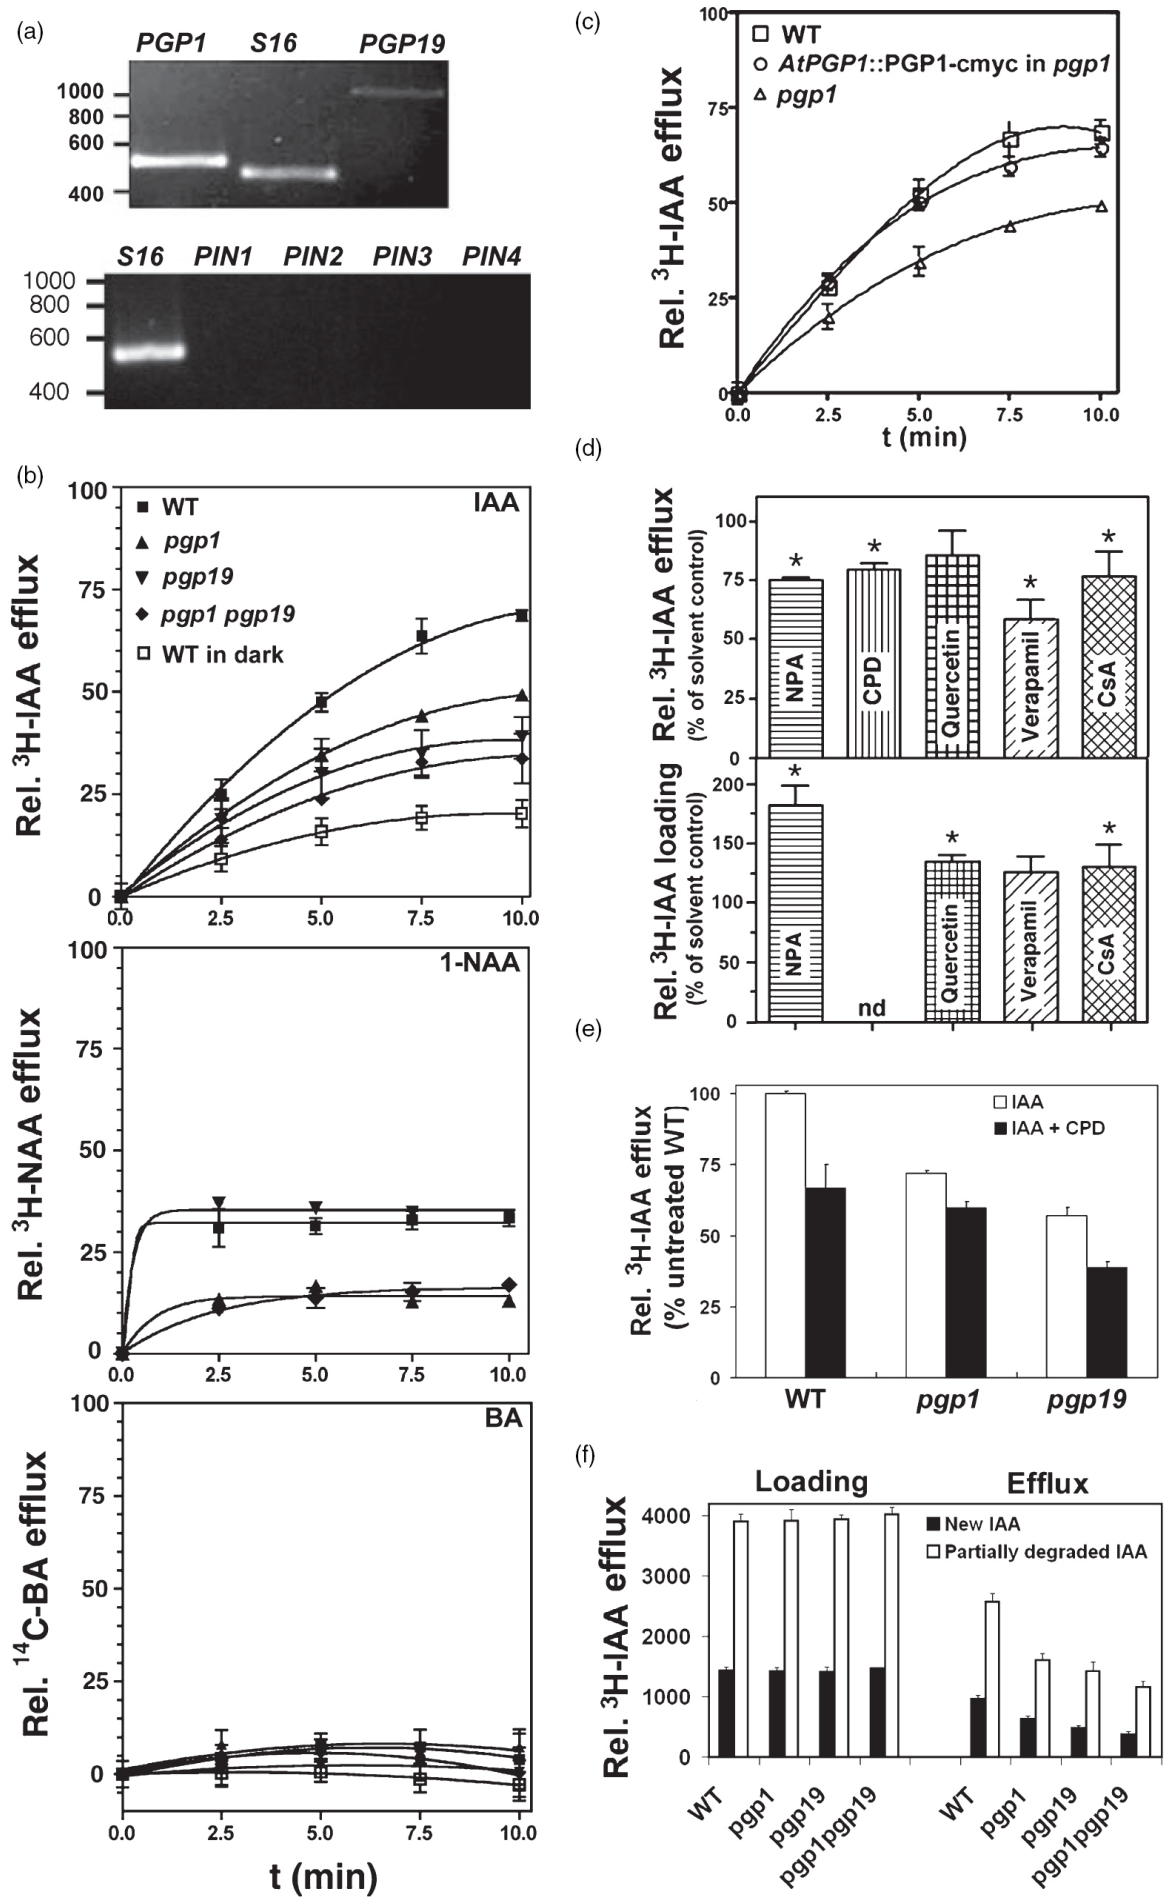 (a)
PGP1 S16 PGP19
1000
800
600
400
S16 PIN1 PIN2 PIN3 PIN4
1000
800
600
400
(b)
Rel. 3H-IAA efflux
IAA
WT
pgp1
pgp19
pgp1 pgp19
WT in dark
100
75
50
25
0
0.0 2.5 5.0 7.5 10.0
Rel. 3H-NAA efflux
1-NAA
100
75
50
25
0
0.0 2.5 5.0 7.5 10.0
Rel. 14C-BA efflux
BA
100
75
50
25
0
0.0 2.5 5.0 7.5 10.0
t (min)
(c)
Rel. 3H-IAA efflux
WT
AtPGP1::PGP1-cmyc in pgp1
pgp1
100
75
50
25
0
0.0 2.5 5.0 7.5 10.0
t (min)
(d)
Rel. 3H-IAA efflux
(% of solvent control)
100
75
50
25
0
* * * *
NPA CPD Quercetin Verapamil CsA
Rel. 3H-IAA loading
(% of solvent control)
200
150
100
50
0
* * *
NPA nd Quercetin Verapamil CsA
(e)
Rel. 3H-IAA efflux
(% untreated WT)
IAA
IAA + CPD
100
75
50
25
0
WT pgp1 pgp19
(f)
Loading Efflux
Rel. 3H-IAA efflux
New IAA
Partially degraded IAA
4000
3000
2000
1000
0
WT pgp1 pgp19 pgp1pgp19 WT pgp1 pgp19 pgp1pgp19